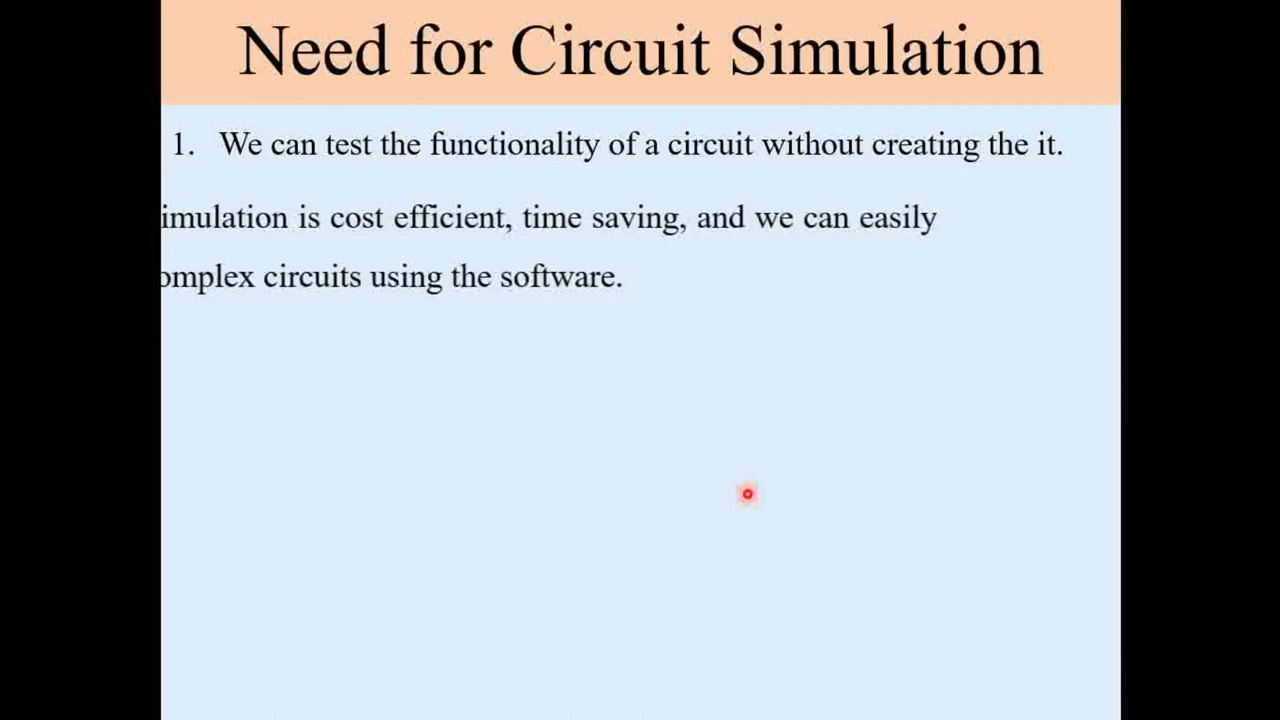 Need for Circuit Simulation
1. We can test the functionality of a circuit without creating the it.
imulation is cost efficient, time saving, and we can easily
omplex circuits using the software.